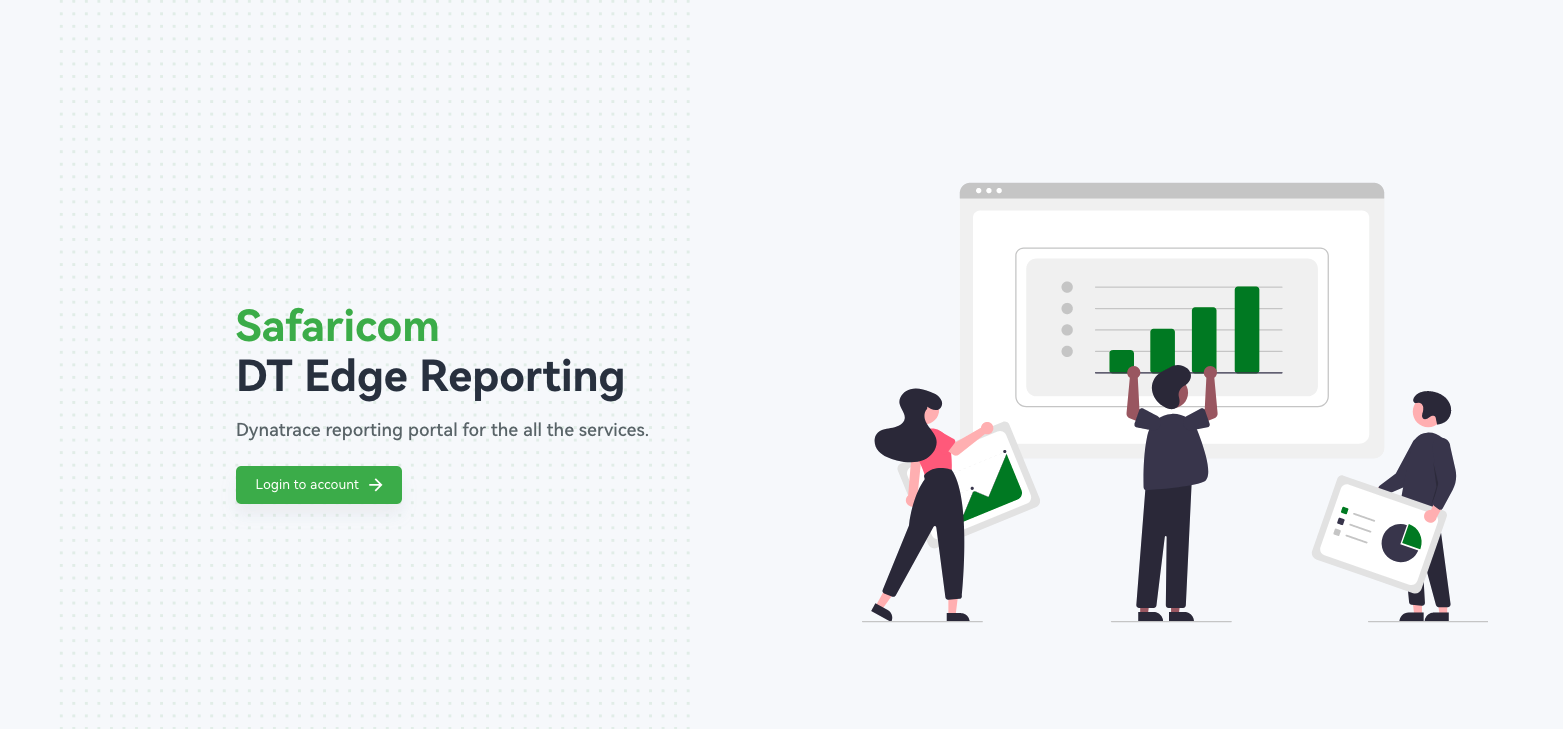 Safaricom
DT Edge Reporting
Dynatrace reporting portal for the all the services.
Login to account